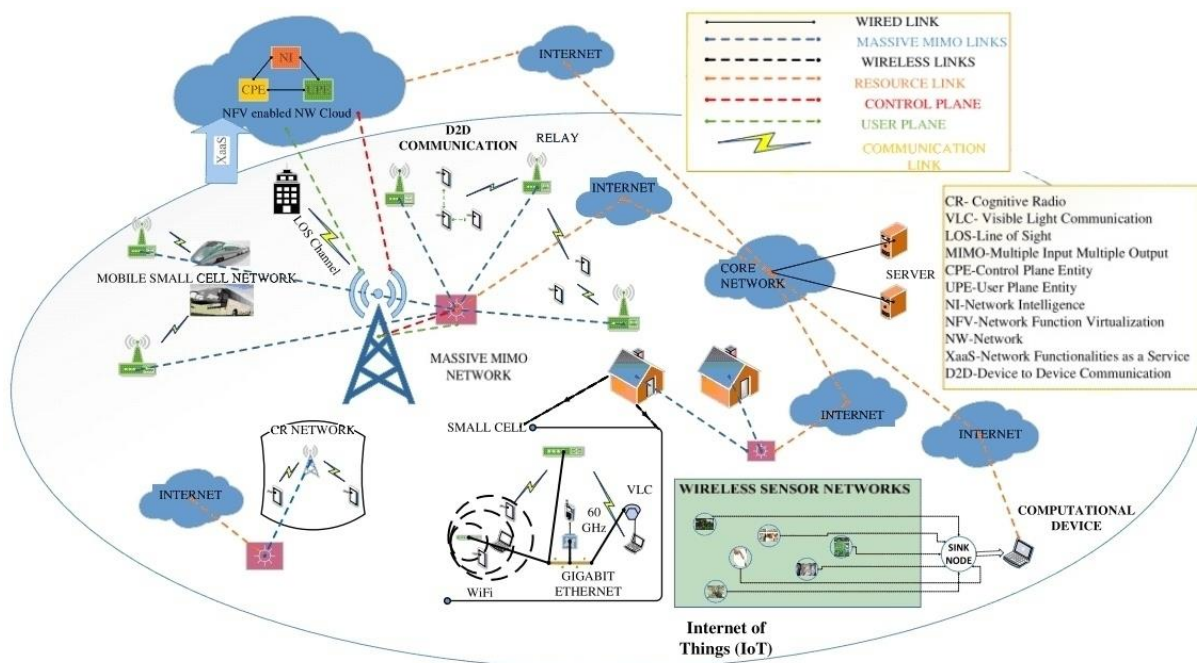 INTERNET
NI
CPE
UPE
NFV enabled NW Cloud
XaaS
WIRED LINK
MASSIVE MIMO LINKS
WIRELESS LINKS
RESOURCE LINK
CONTROL PLANE
USER PLANE
COMMUNICATION
LINK
D2D
COMMUNICATION
RELAY
INTERNET
LOS Channel
MOBILE SMALL CELL NETWORK
CORE
NETWORK
SERVER
CR- Cognitive Radio
VLC- Visible Light Communication
LOS-Line of Sight
MIMO-Multiple Input Multiple Output
CPE-Control Plane Entity
UPE-User Plane Entity
NI-Network Intelligence
NFV-Network Function Virtualization
NW-Network
XaaS-Network Functionalities as a Service
D2D-Device to Device Communication
MASSIVE MIMO
NETWORK
SMALL CELL
INTERNET
INTERNET
CR NETWORK
INTERNET
VLC
60
GHz
WiFi
GIGABIT
ETHERNET
WIRELESS SENSOR NETWORKS
SINK
NODE
COMPUTATIONAL
DEVICE
Internet of
Things (IoT)